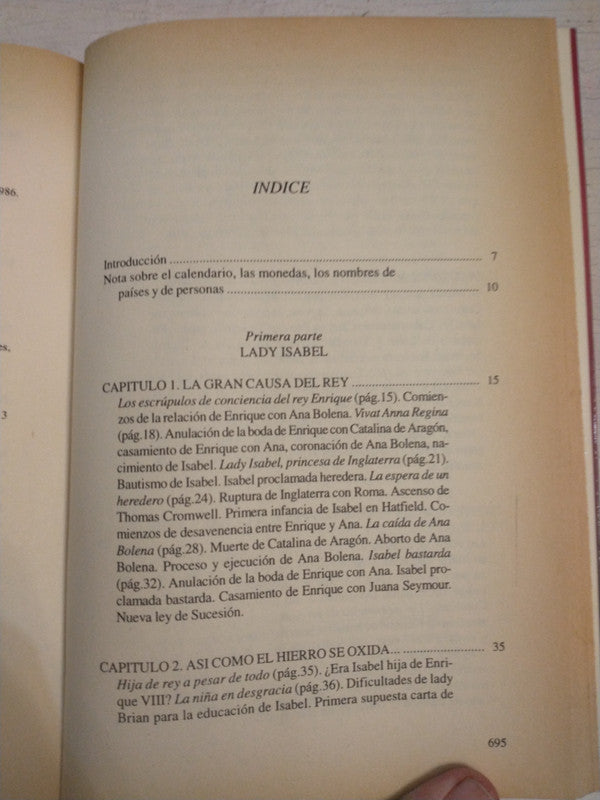 986.
es,
3
INDICE
Introducción ........ 7
Nota sobre el calendario, las monedas, los nombres de
países y de personas ........ 10
Primera parte
LADY ISABEL
CAPITULO 1. LA GRAN CAUSA DEL REY ........ 15
Los escrúpulos de conciencia del rey Enrique (pág.15). Comien-
zos de la relación de Enrique con Ana Bolena. Vivat Anna Regina
(pág.18). Anulación de la boda de Enrique con Catalina de Aragón,
casamiento de Enrique con Ana, coronación de Ana Bolena, na-
cimiento de Isabel. Lady Isabel, princesa de Inglaterra (pág.21).
Bautismo de Isabel. Isabel proclamada heredera. La espera de un
heredero (pág.24). Ruptura de Inglaterra con Roma. Ascenso de
Thomas Cromwell. Primera infancia de Isabel en Hatfield. Co-
mienzos de desavenencia entre Enrique y Ana. La caída de Ana
Bolena (pág.28). Muerte de Catalina de Aragón. Aborto de Ana
Bolena. Proceso y ejecución de Ana Bolena. Isabel bastarda
(pág.32). Anulación de la boda de Enrique con Ana. Isabel pro-
clamada bastarda. Casamiento de Enrique con Juana Seymour.
Nueva ley de Sucesión.
CAPITULO 2. ASI COMO EL HIERRO SE OXIDA... ........ 35
Hija de rey a pesar de todo (pág.35). ¿Era Isabel hija de Enri-
que VIII? La niña en desgracia (pág.36). Dificultades de lady
Brian para la educación de Isabel. Primera supuesta carta de
695